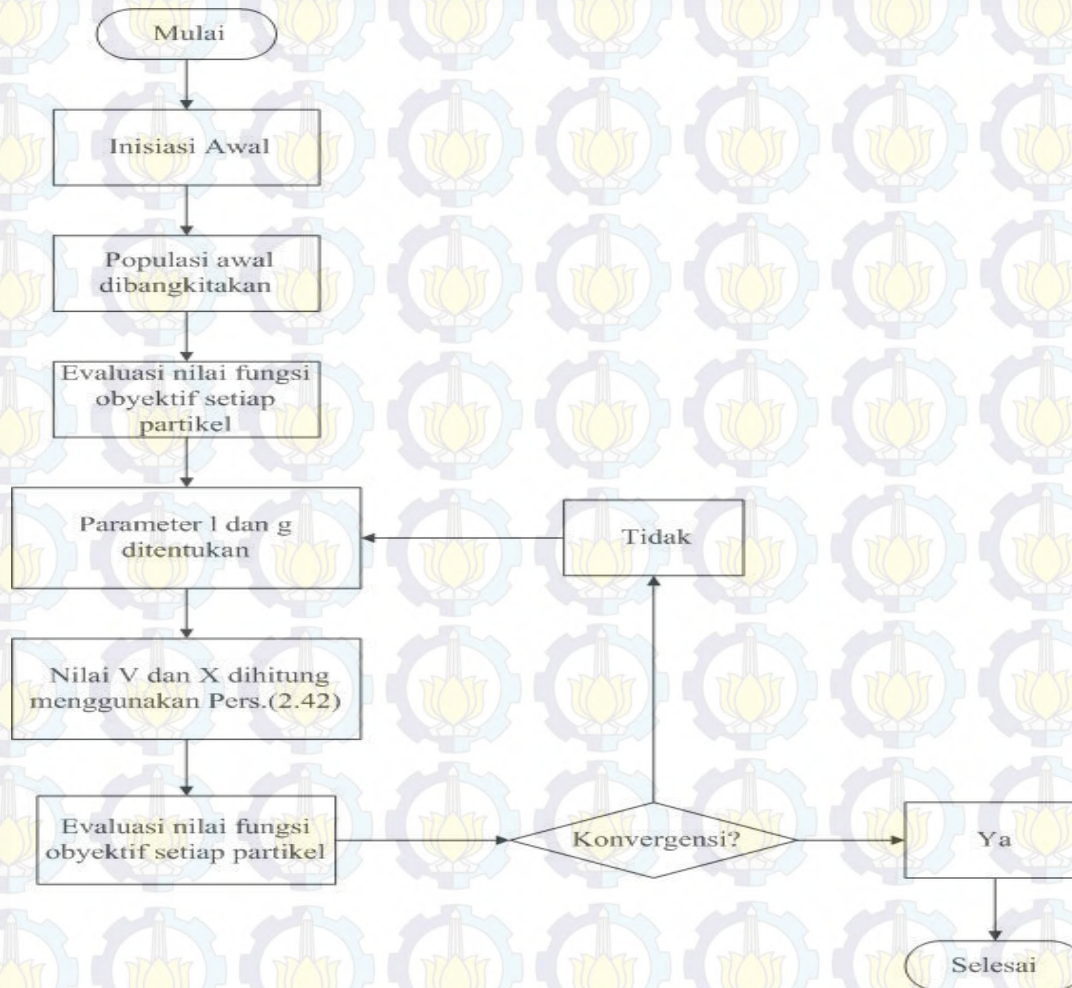 Mulai
Inisiasi Awal
Populasi awal
dibangkitakan
Evaluasi nilai fungsi
obyektif setiap
partikel
Parameter l dan g
ditentukan
Tidak
Nilai V dan X dihitung
menggunakan Pers.(2.42)
Evaluasi nilai fungsi
obyektif setiap partikel
Konvergensi?
Ya
Selesai